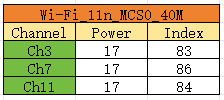 Wi-Fi_11n_MCS0_40M
Channel Power Index
Ch3 17 83
Ch7 17 86
Ch11 17 84